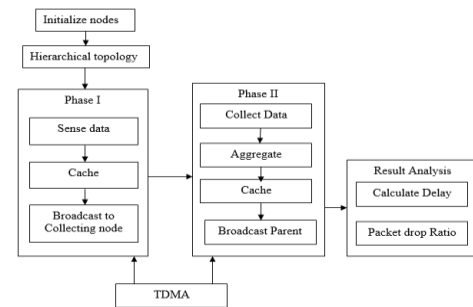 Initialize nodes
Hierarchical topology
Phase I
Sense data
Cache
Broadcast to
Collecting node
Phase II
Collect Data
Aggregate
Cache
Broadcast Parent
Result Analysis
Calculate Delay
Packet drop Ratio
TDMA